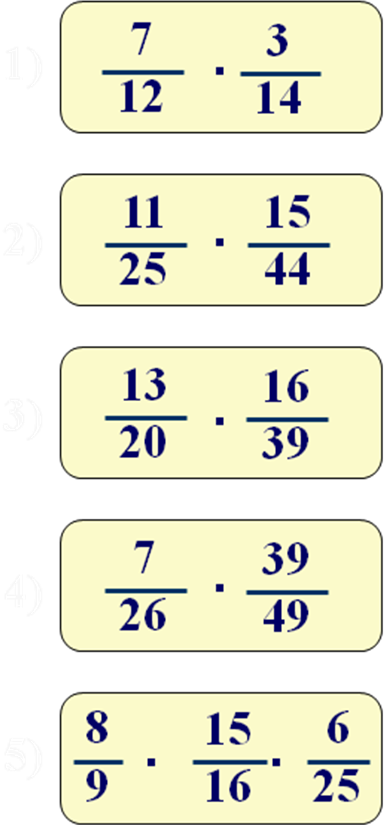 1) 7/12 · 3/14
2) 11/25 · 15/44
3) 13/20 · 16/39
4) 7/26 · 39/49
5) 8/9 · 15/16 · 6/25